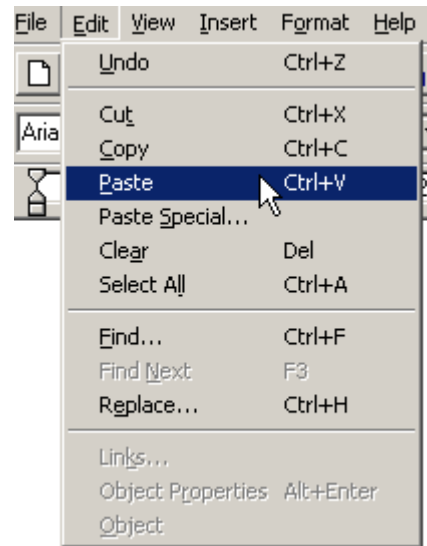 File Edit View Insert Format Help
Undo Ctrl+Z
Cut Ctrl+X
Aria
Copy Ctrl+C
Paste Ctrl+V
Paste Special...
Clear Del
Select All Ctrl+A
Find... Ctrl+F
Find Next F3
Replace... Ctrl+H
Links...
Object Properties Alt+Enter
Object